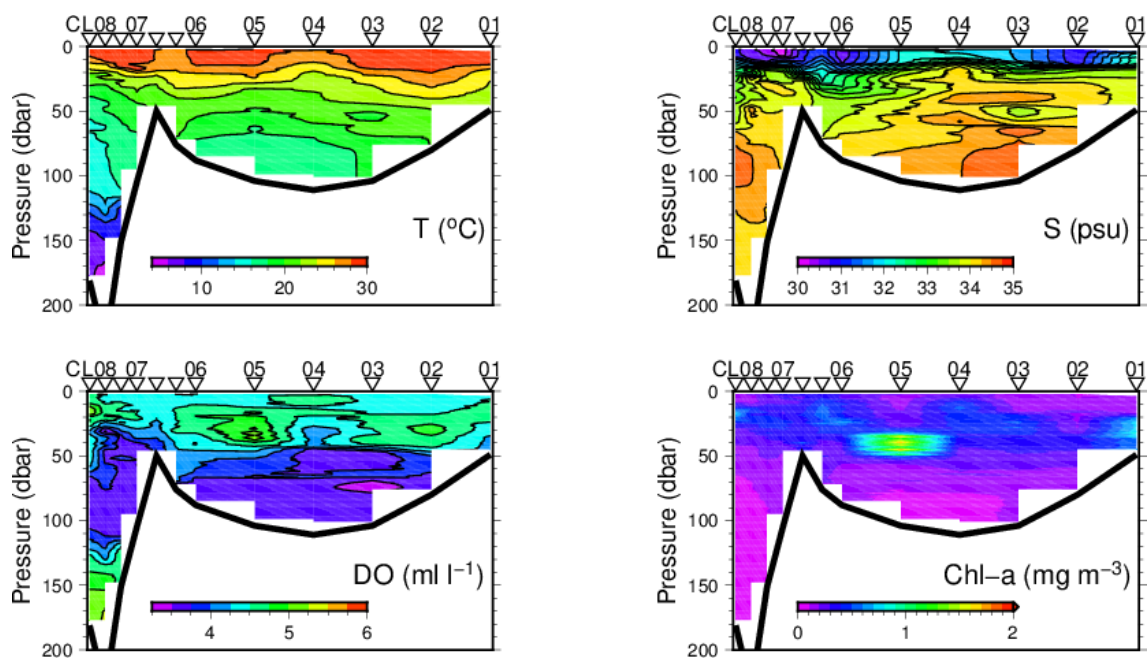 CL08 07 06 05 04 03 02 01
0
50
100
150
200
Pressure (dbar)
T (°C)
10 20 30
CL08 07 06 05 04 03 02 01
0
50
100
150
200
Pressure (dbar)
S (psu)
30 31 32 33 34 35
CL08 07 06 05 04 03 02 01
0
50
100
150
200
Pressure (dbar)
DO (ml l⁻¹)
4 5 6
CL08 07 06 05 04 03 02 01
0
50
100
150
200
Pressure (dbar)
Chl−a (mg m⁻³)
0 1 2